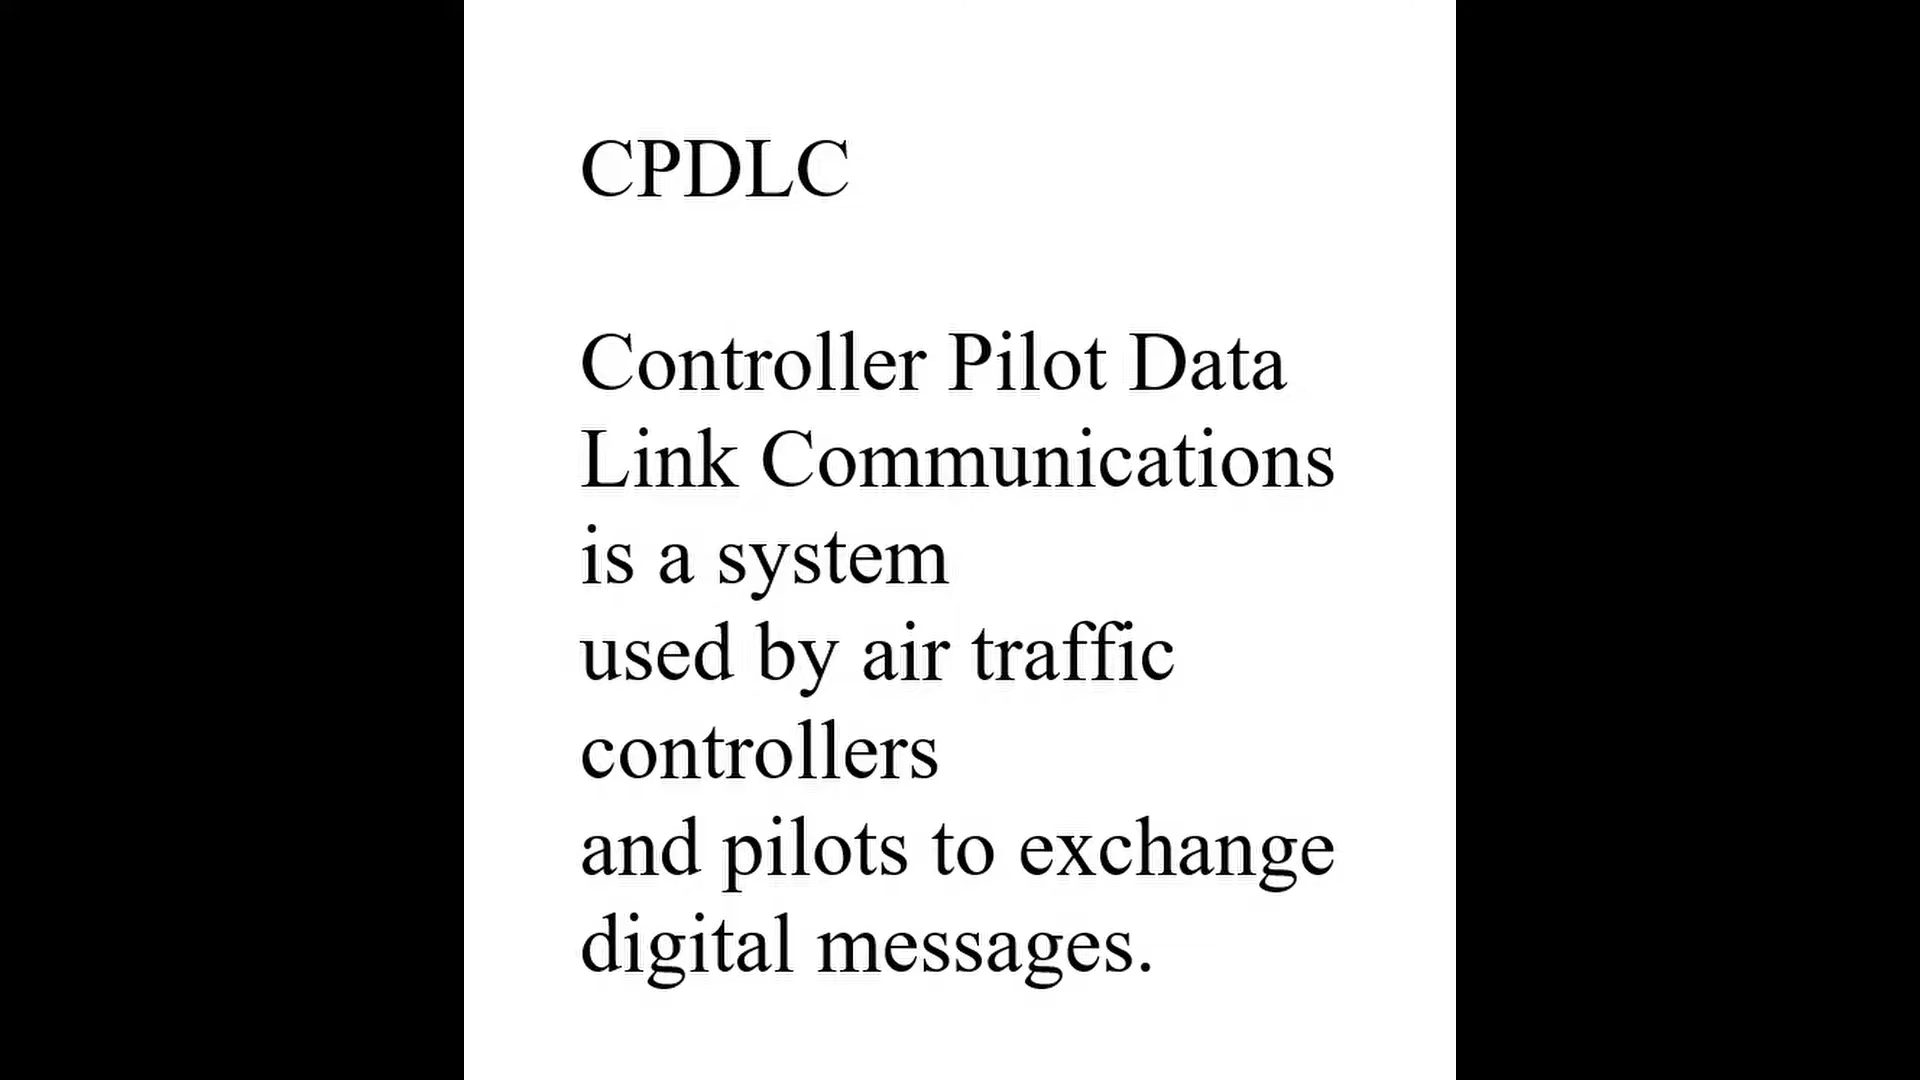 CPDLC
Controller Pilot Data
Link Communications
is a system
used by air traffic
controllers
and pilots to exchange
digital messages.